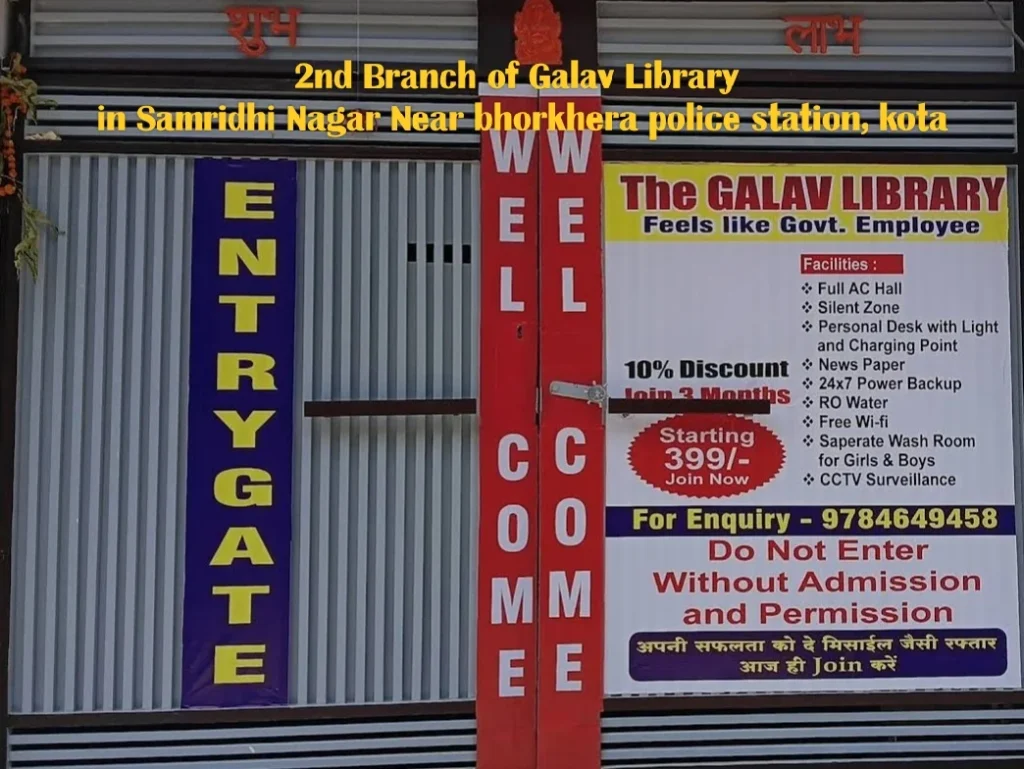 शुभ
लाभ
2nd Branch of Galav Library
in Samridhi Nagar Near bhorkhera police station, kota
ENTRYGATE
WEL COME
WEL COME
The GALAV LIBRARY
Feels like Govt. Employee
Facilities :
❖ Full AC Hall
❖ Silent Zone
❖ Personal Desk with Light
and Charging Point
❖ News Paper
❖ 24x7 Power Backup
❖ RO Water
❖ Free Wi-fi
❖ Saperate Wash Room
for Girls & Boys
❖ CCTV Surveillance
10% Discount
Join 3 Months
Starting
399/-
Join Now
For Enquiry - 9784649458
Do Not Enter
Without Admission
and Permission
अपनी सफलता को दे मिसाईल जैसी रफ्तार
आज ही Join करें